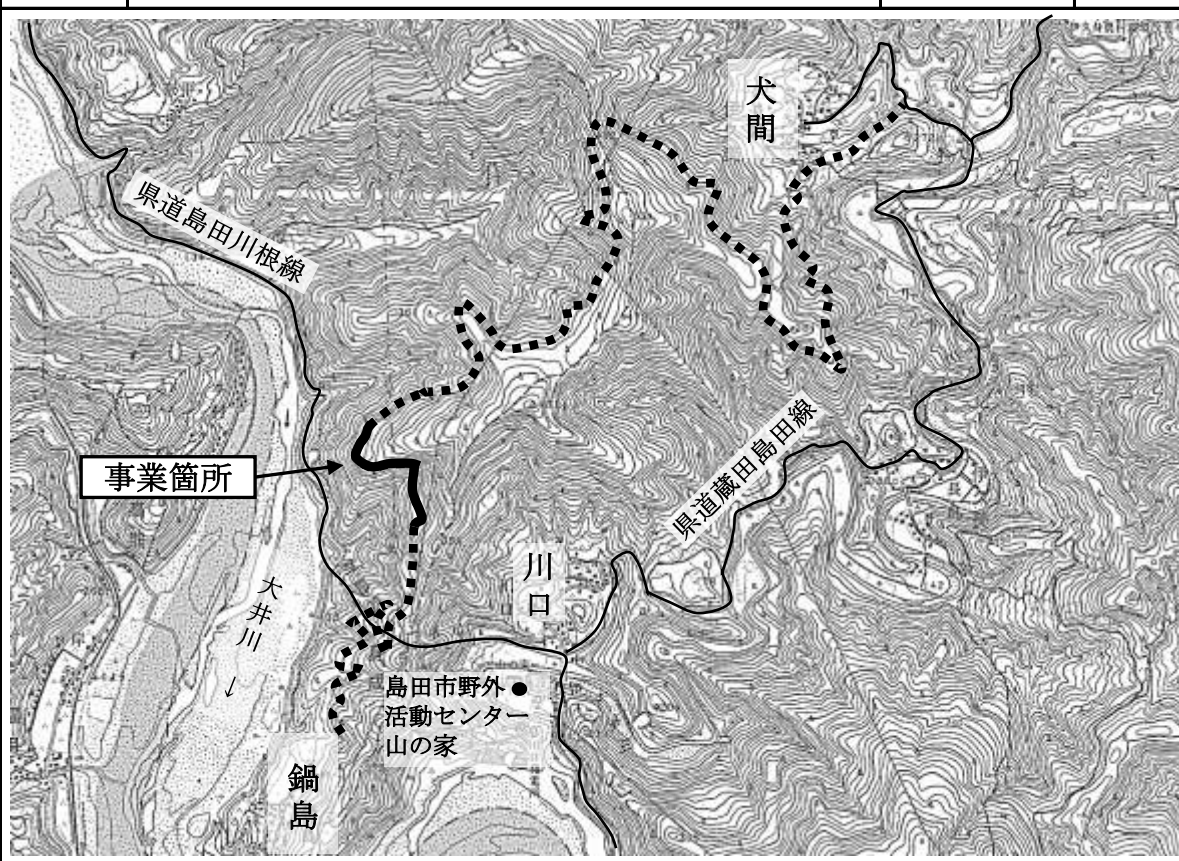 犬間
県道島田川根線
県道蔵田島田線
事業箇所
川口
大井川
↓
島田市野外
活動センター
山の家
鍋島